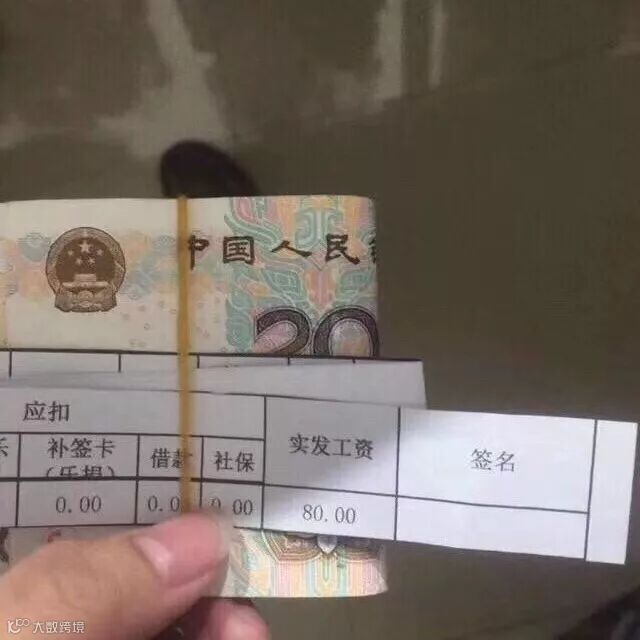 中国人民
20
应扣
补签卡
借款
社保
实发工资
签名
0.00
0.00
80.00
大数跨境